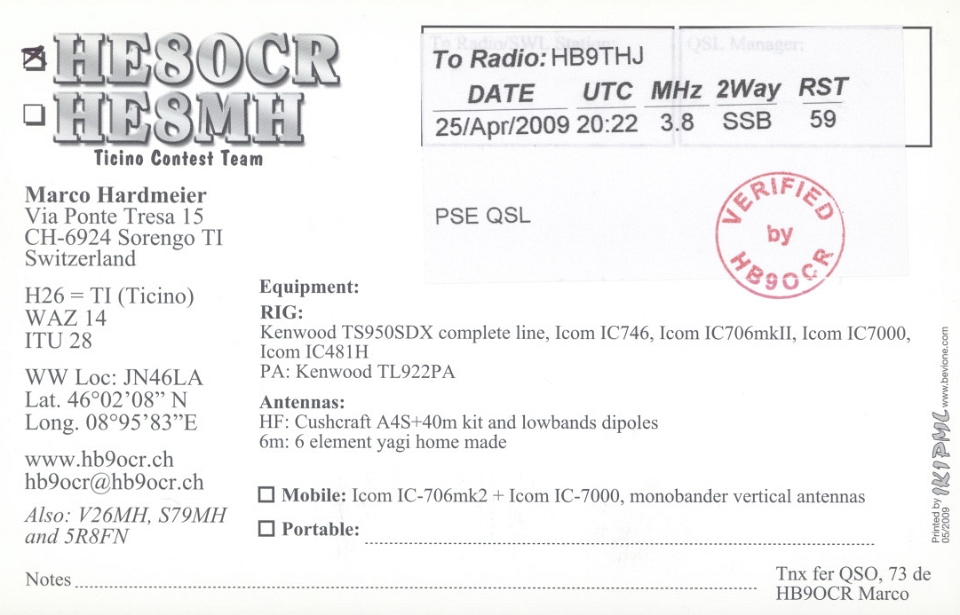 HE8OCR
HE8MH
Ticino Contest Team
To Radio/SWL Station:
QSL Manager:
To Radio: HB9THJ
DATE UTC MHz 2Way RST
25/Apr/2009 20:22 3.8 SSB 59
PSE QSL
VERIFIED
by
HB9OCR
Marco Hardmeier
Via Ponte Tresa 15
CH-6924 Sorengo TI
Switzerland
H26 = TI (Ticino)
WAZ 14
ITU 28
WW Loc: JN46LA
Lat. 46°02'08” N
Long. 08°95'83”E
www.hb9ocr.ch
hb9ocr@hb9ocr.ch
Also: V26MH, S79MH
and 5R8FN
Equipment:
RIG:
Kenwood TS950SDX complete line, Icom IC746, Icom IC706mkII, Icom IC7000,
Icom IC481H
PA: Kenwood TL922PA
Antennas:
HF: Cushcraft A4S+40m kit and lowbands dipoles
6m: 6 element yagi home made
Mobile: Icom IC-706mk2 + Icom IC-7000, monobander vertical antennas
Portable:
Notes
Tnx fer QSO, 73 de
HB9OCR Marco
Printed by IK1PML www.bevione.com
05/2009